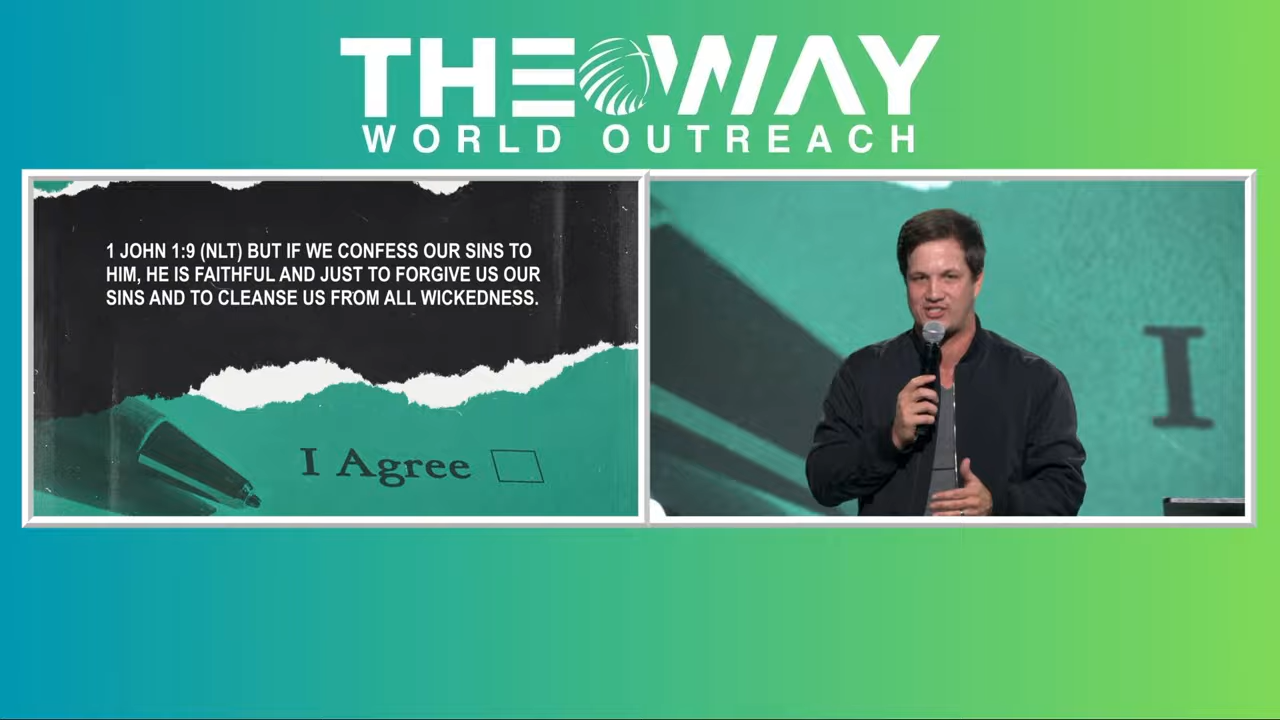 THE WAY
WORLD OUTREACH
1 JOHN 1:9 (NLT) BUT IF WE CONFESS OUR SINS TO
HIM, HE IS FAITHFUL AND JUST TO FORGIVE US OUR
SINS AND TO CLEANSE US FROM ALL WICKEDNESS.
I Agree
I